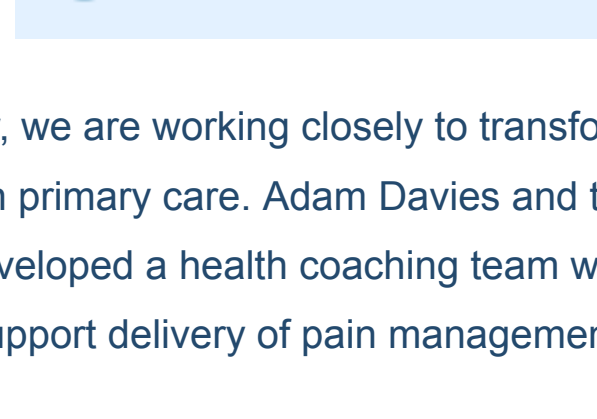 , we are working closely to transfo
n primary care. Adam Davies and t
veloped a health coaching team w
upport delivery of pain managemen